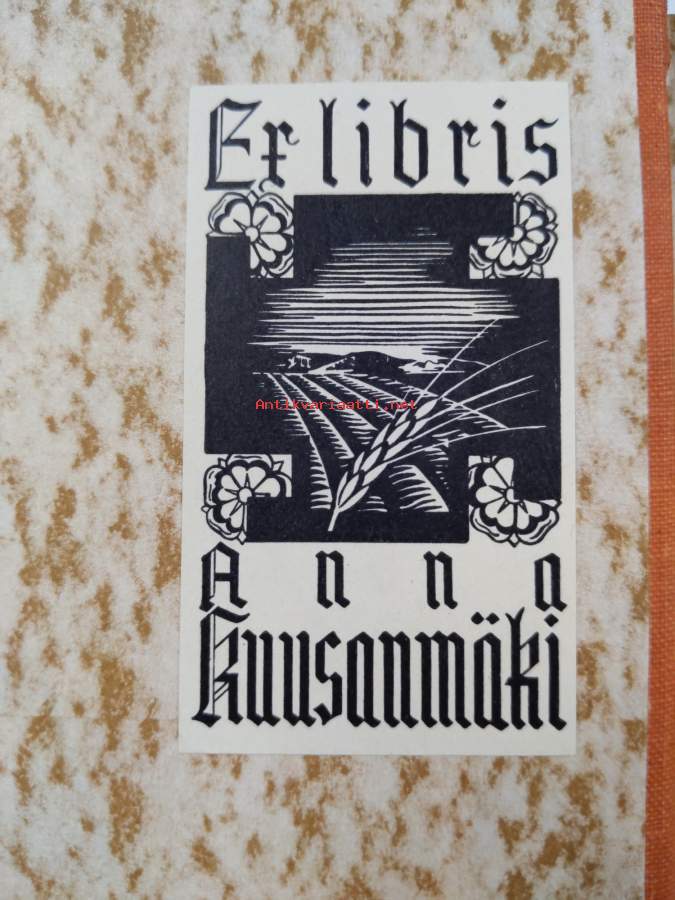 Ex libris
Antikvariaatti.net
Anna
Kuusanmäki